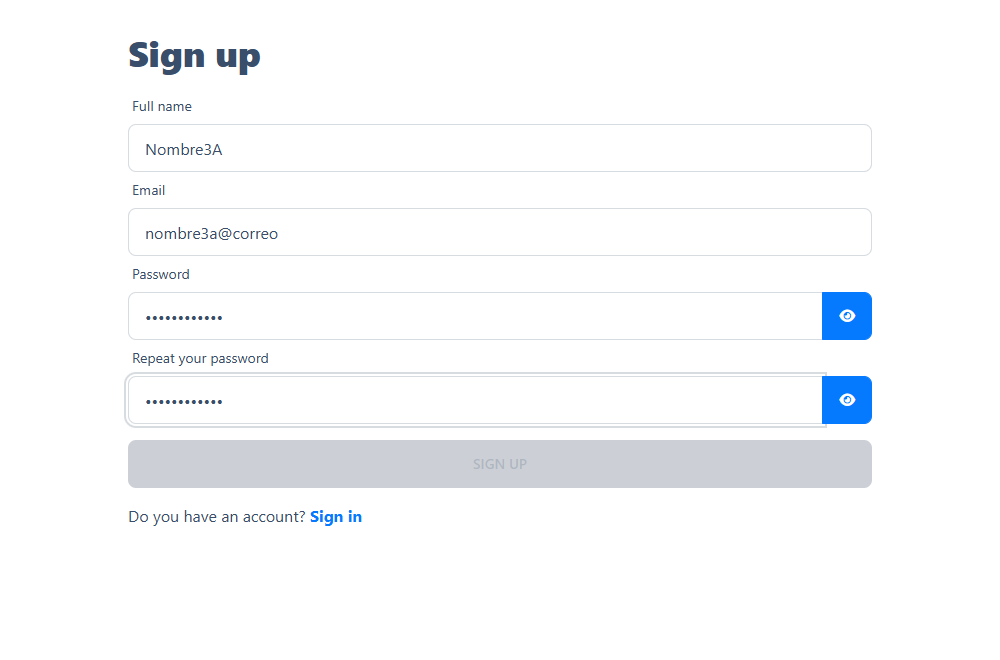 Sign up
Full name
Nombre3A
Email
nombre3a@correo
Password
••••••••••••
Repeat your password
••••••••••••
SIGN UP
Do you have an account? Sign in